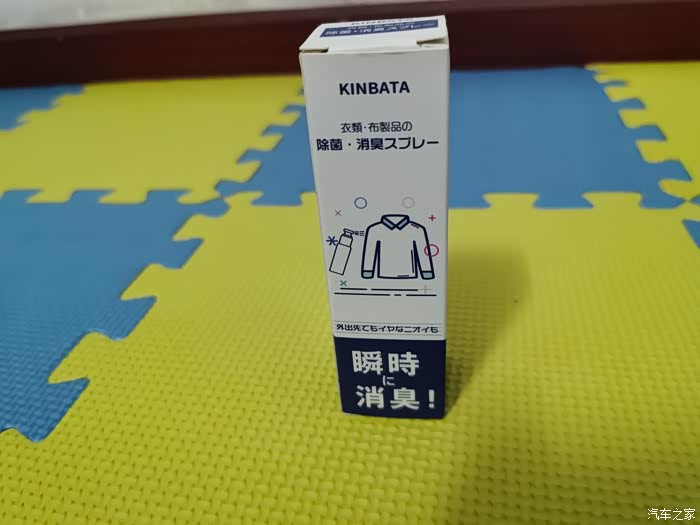 KINBATA
衣類・布製品の
除菌・消臭スプレー
外出先でもイヤなニオイも
瞬時
に
消臭！
汽车之家